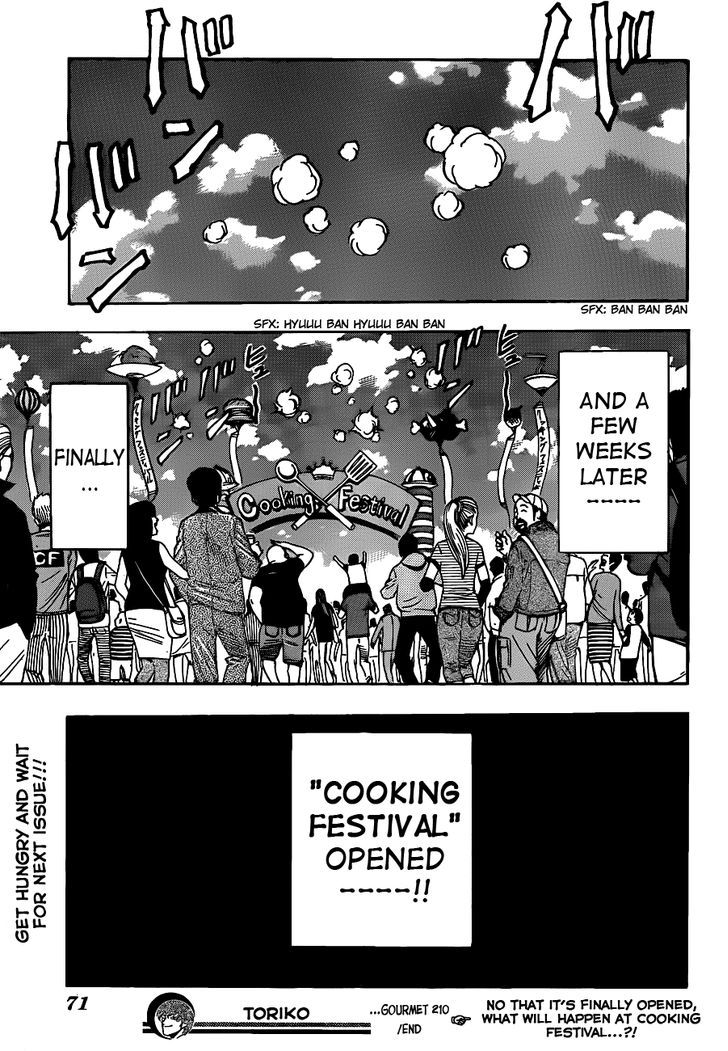 SFX: BAN BAN BAN
SFX: HYUUU BAN HYUUU BAN BAN
AND A
FEW
WEEKS
LATER
----
FINALLY
...
Cooking Festival
CF
"COOKING
FESTIVAL"
OPENED
----!!
GET HUNGRY AND WAIT
FOR NEXT ISSUE!!!
71
TORIKO
...GOURMET 210
/END
NO THAT IT'S FINALLY OPENED,
WHAT WILL HAPPEN AT COOKING
FESTIVAL...?!